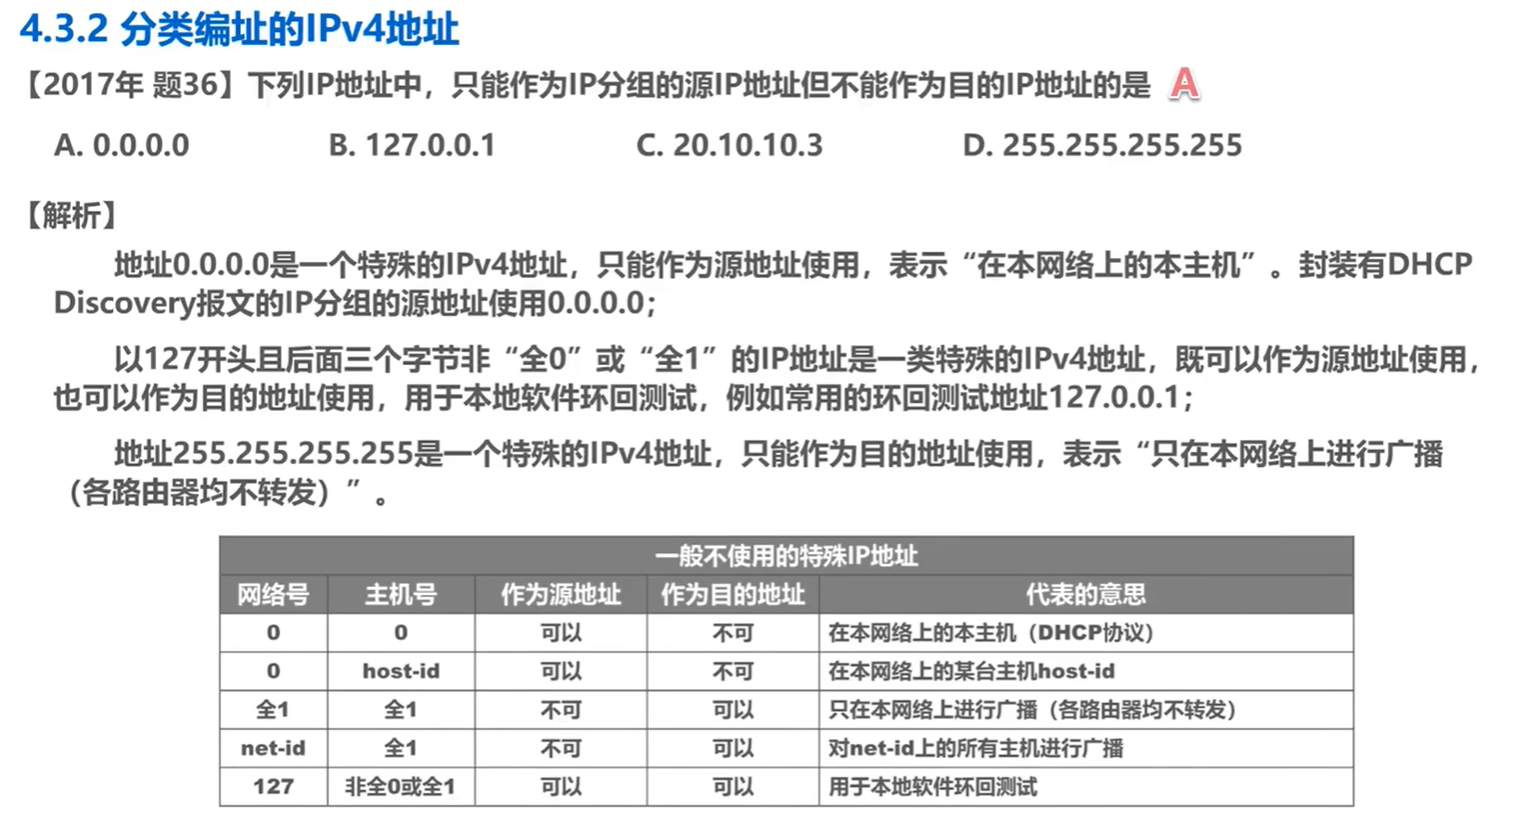 4.3.2 分类编址的IPv4地址
【2017年 题36】下列IP地址中，只能作为IP分组的源IP地址但不能作为目的IP地址的是 A
A. 0.0.0.0 B. 127.0.0.1 C. 20.10.10.3 D. 255.255.255.255
【解析】
地址0.0.0.0是一个特殊的IPv4地址，只能作为源地址使用，表示“在本网络上的本主机”。封装有DHCP
Discovery报文的IP分组的源地址使用0.0.0.0；
以127开头且后面三个字节非“全0”或“全1”的IP地址是一类特殊的IPv4地址，既可以作为源地址使用，
也可以作为目的地址使用，用于本地软件环回测试，例如常用的环回测试地址127.0.0.1；
地址255.255.255.255是一个特殊的IPv4地址，只能作为目的地址使用，表示“只在本网络上进行广播
（各路由器均不转发）”。
一般不使用的特殊IP地址
网络号 主机号 作为源地址 作为目的地址 代表的意思
0 0 可以 不可 在本网络上的本主机（DHCP协议）
0 host-id 可以 不可 在本网络上的某台主机host-id
全1 全1 不可 可以 只在本网络上进行广播（各路由器均不转发）
net-id 全1 不可 可以 对net-id上的所有主机进行广播
127 非全0或全1 可以 可以 用于本地软件环回测试